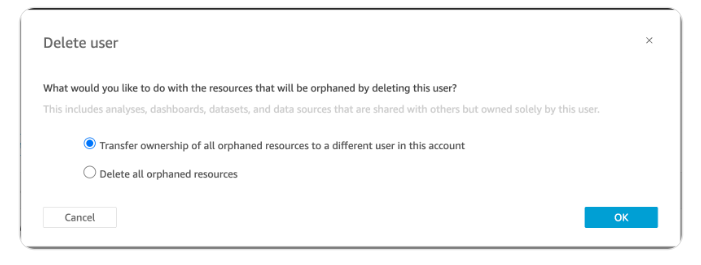 Delete user
×
What would you like to do with the resources that will be orphaned by deleting this user?
This includes analyses, dashboards, datasets, and data sources that are shared with others but owned solely by this user.
Transfer ownership of all orphaned resources to a different user in this account
Delete all orphaned resources
Cancel
OK